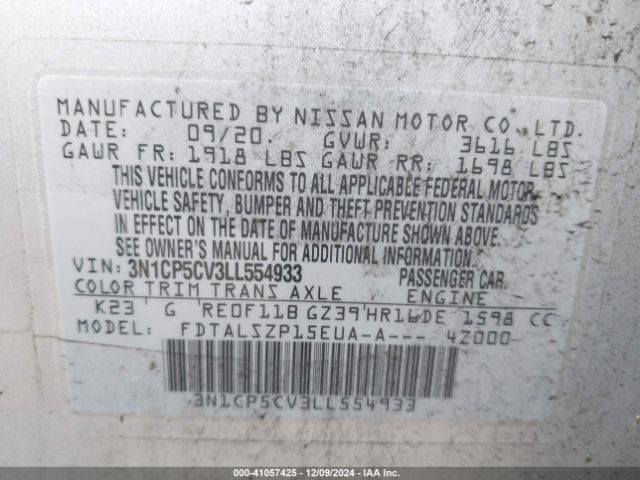 MANUFACTURED BY NISSAN MOTOR CO., LTD.
DATE: 09/20. GVWR: 3616 LBS
GAWR FR: 1918 LBS GAWR RR: 1698 LBS
THIS VEHICLE CONFORMS TO ALL APPLICABLE FEDERAL MOTOR
VEHICLE SAFETY, BUMPER AND THEFT PREVENTION STANDARDS
IN EFFECT ON THE DATE OF MANUFACTURE SHOWN ABOVE.
SEE OWNER'S MANUAL FOR ADDITIONAL INFORMATION.
VIN: 3N1CP5CV3LL554933 PASSENGER CAR
COLOR TRIM TRANS AXLE ENGINE
K23 G RE0F11B GZ39 HR16DE 1598 CC
FDTALSZP15EUA-A--- 4Z000
3N1CP5CV3LL554933
000-41057425 • 12/09/2024 - IAA Inc.